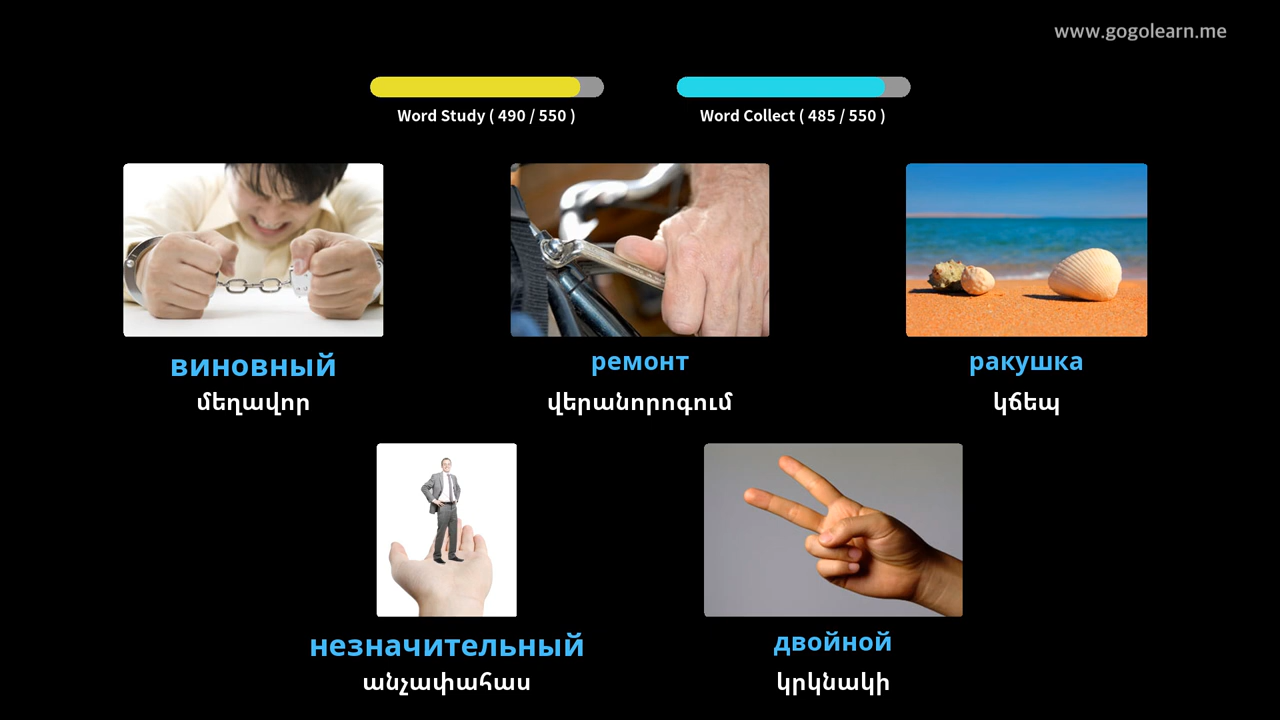 www.gogolearn.me
Word Study ( 490 / 550 )
Word Collect ( 485 / 550 )
виновный
մեղավոր
ремонт
վերանորոգում
ракушка
կճեպ
незначительный
անչափահաս
двойной
կրկնակի